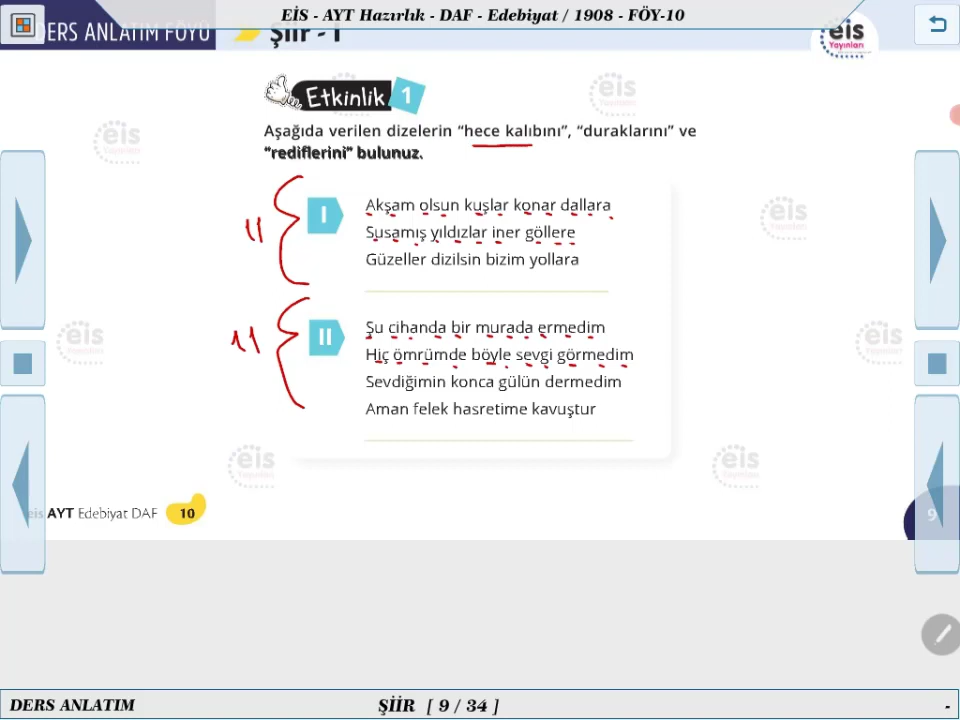 EİS - AYT Hazırlık - DAF - Edebiyat / 1908 - FÖY-10
DERS ANLATIM FÖYÜ
ŞİİR - 1
eis
Yayınları
Etkinlik 1
Aşağıda verilen dizelerin “hece kalıbını”, “duraklarını” ve
“rediflerini” bulunuz.
I
Akşam olsun kuşlar konar dallara
Susamış yıldızlar iner göllere
Güzeller dizilsin bizim yollara
11
II
Şu cihanda bir murada ermedim
Hiç ömrümde böyle sevgi görmedim
Sevdiğimin konca gülün dermedim
Aman felek hasretime kavuştur
11
eis AYT Edebiyat DAF 10
9
DERS ANLATIM
ŞİİR [ 9 / 34 ]
-